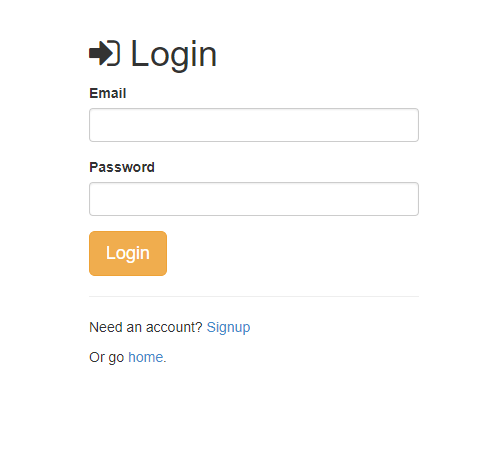 Login
Email
Password
Login
Need an account? Signup
Or go home.